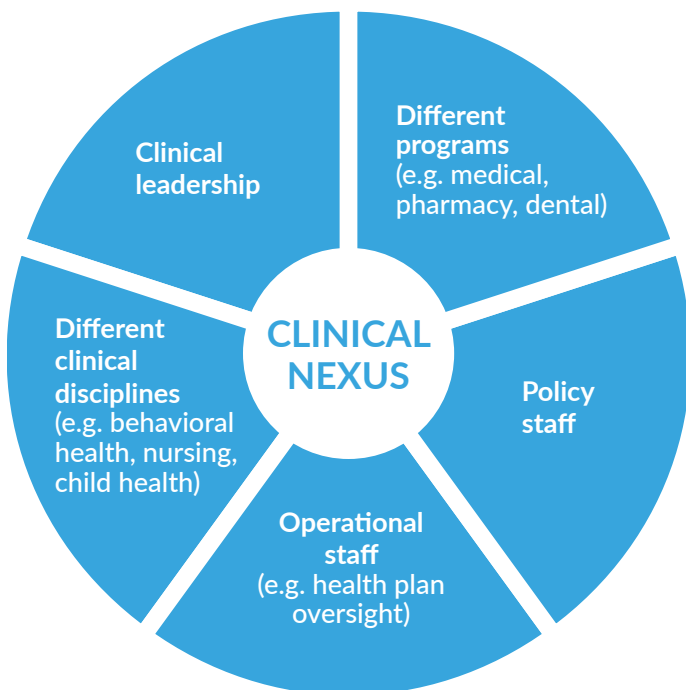 Clinical
leadership
Different
programs
(e.g. medical,
pharmacy, dental)
CLINICAL
NEXUS
Different
clinical
disciplines
(e.g. behavioral
health, nursing,
child health)
Policy
staff
Operational
staff
(e.g. health plan
oversight)